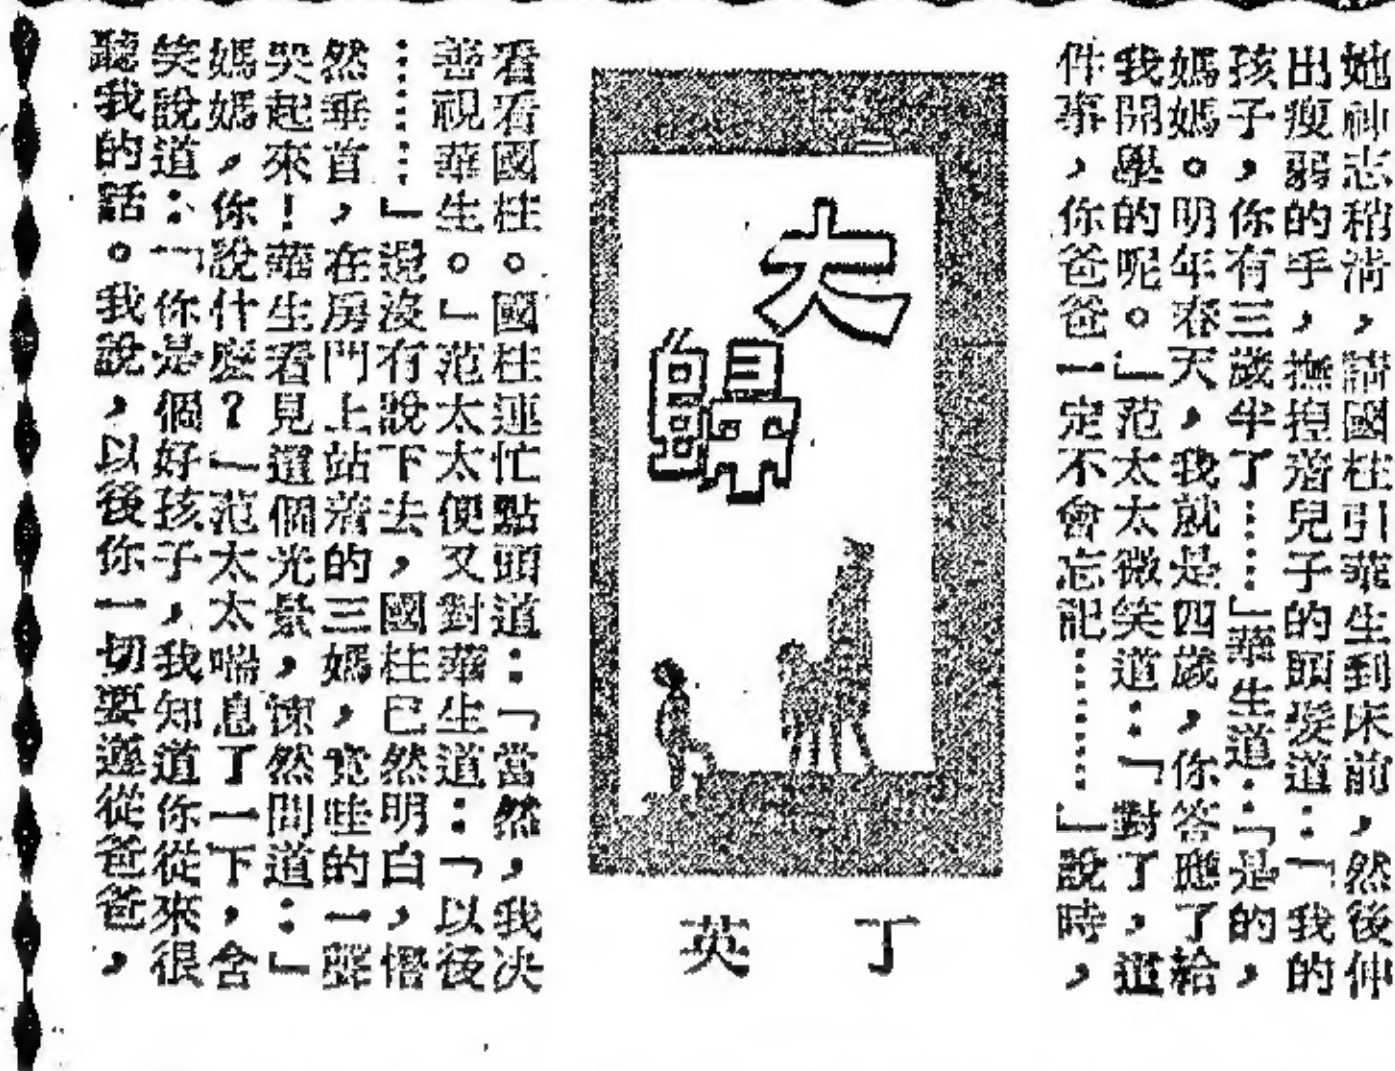 她神志稍清,請國柱引華生到床前,然後伸
出瘦弱的手,撫揑着兒子的頭髮道:「我的
孩子,你有三歲半了……」華生道:「是的,
媽媽。明年春天,我就是四歲,你答應了給
我開學的呢。」范太太微笑道:「對了,這
件事,你爸爸一定不會忘記………」說時,
大歸
丁英
看看國柱。國柱連忙點頭道:「當然,我决
善視華生。」范太太便又對華生道:「以後
……」還沒有說下去,國柱已然明白,慘
然垂首,在房門上站着的三媽,竟哇的一聲
哭起來!華生看見這個光景,悚然問道:「
媽媽,你說什麼?」范太太喘息了一下,含
笑說道:「你是個好孩子,我知道你從來很
聽我的話。我說,以後你一切要遵從爸爸,